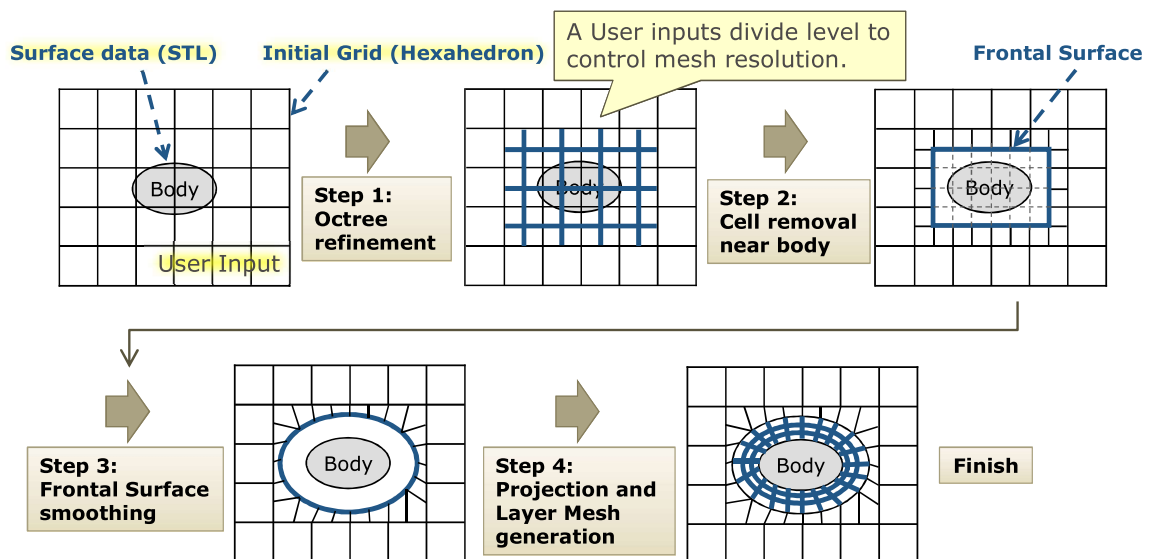 Surface data (STL)
Initial Grid (Hexahedron)
A User inputs divide level to
control mesh resolution.
Frontal Surface
Body
User Input
Step 1:
Octree
refinement
Body
Step 2:
Cell removal
near body
Body
Step 3:
Frontal Surface
smoothing
Body
Step 4:
Projection and
Layer Mesh
generation
Body
Finish